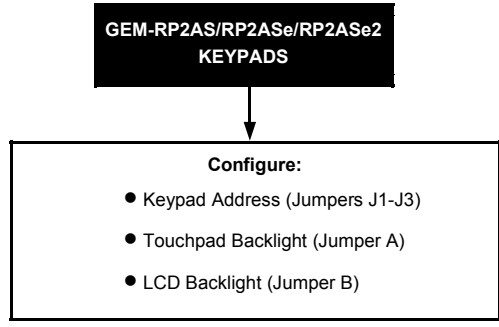 GEM-RP2AS/RP2ASe/RP2ASe2
KEYPADS
Configure:
● Keypad Address (Jumpers J1-J3)
● Touchpad Backlight (Jumper A)
● LCD Backlight (Jumper B)